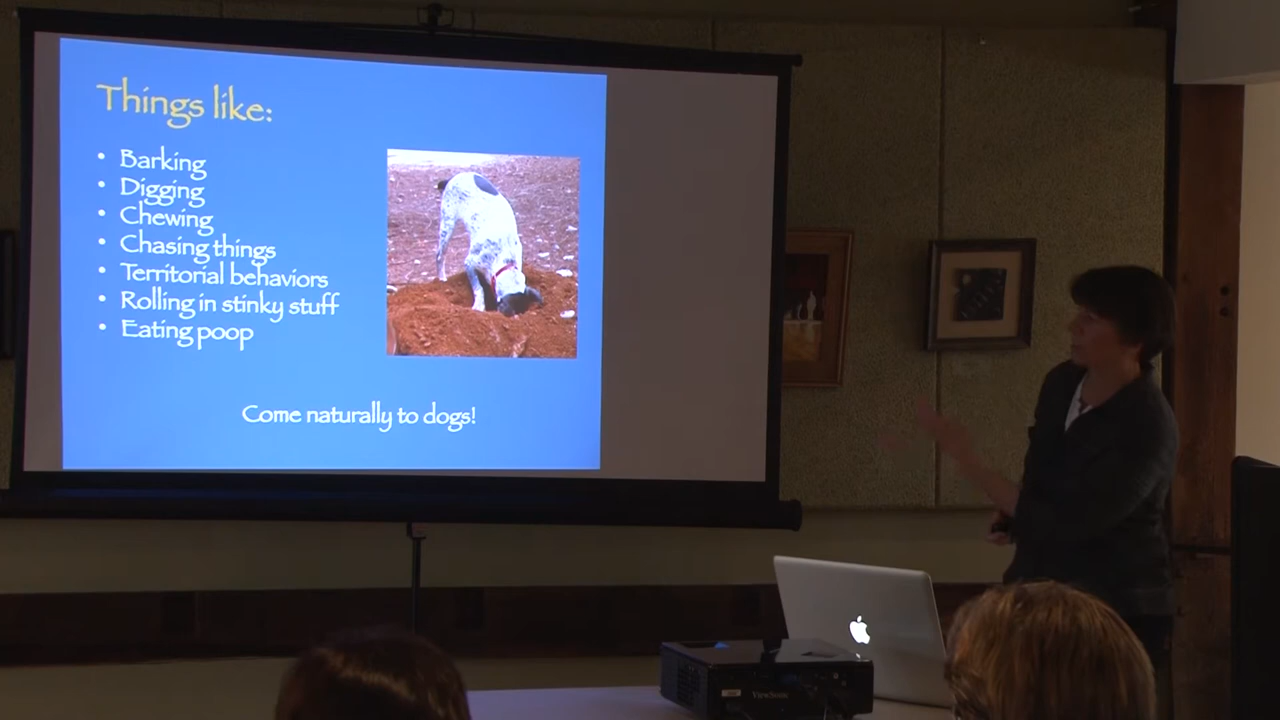 Things like:
• Barking
• Digging
• Chewing
• Chasing things
• Territorial behaviors
• Rolling in stinky stuff
• Eating poop
Come naturally to dogs!
ViewSonic